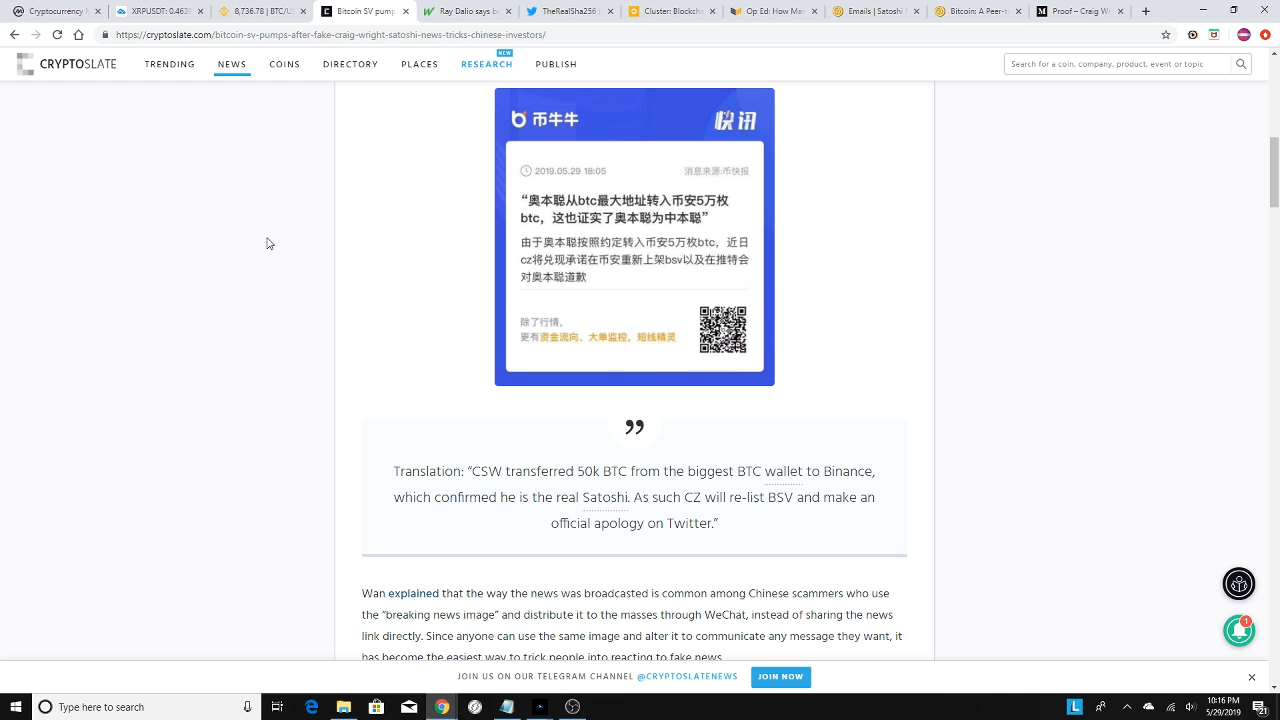 Cryptocurrency
XRPUSDT: 0.463
8,736.78 | BTC/U
Bitcoin SV pump
Ray Dalio says b
TheRealSha256 (
Cluster: Blockch
Op Ed: How Man
Emails | Satoshi
Bitcoin: A Peer-t
Proof – Craig Wr
https://cryptoslate.com/bitcoin-sv-pumps-after-fake-craig-wright-satoshi-news-tricks-chinese-investors/
NEW
CRYPTOSLATE TRENDING NEWS COINS DIRECTORY PLACES RESEARCH PUBLISH Search for a coin, company, product, event or topic
币牛牛 快讯
2019.05.29 18:05 消息来源:币快报
“奥本聪从btc最大地址转入币安5万枚
btc，这也证实了奥本聪为中本聪”
由于奥本聪按照约定转入币安5万枚btc，近日
cz将兑现承诺在币安重新上架bsv以及在推特会
对奥本聪道歉
除了行情，
更有资金流向、大单监控，短线精灵
Translation: “CSW transferred 50k BTC from the biggest BTC wallet to Binance,
which confirmed he is the real Satoshi. As such CZ will re-list BSV and make an
official apology on Twitter.”
Wan explained that the way the news was broadcasted is common among Chinese scammers who use
the “breaking news image” and distribute it to the masses through WeChat, instead of sharing the news
link directly. Since anyone can use the same image and alter it to communicate any message they want, it
has become the easiest way to trick people into reacting to fake news.
1
JOIN US ON OUR TELEGRAM CHANNEL @CRYPTOSLATENEWS JOIN NOW
Type here to search
10:16 PM
5/29/2019